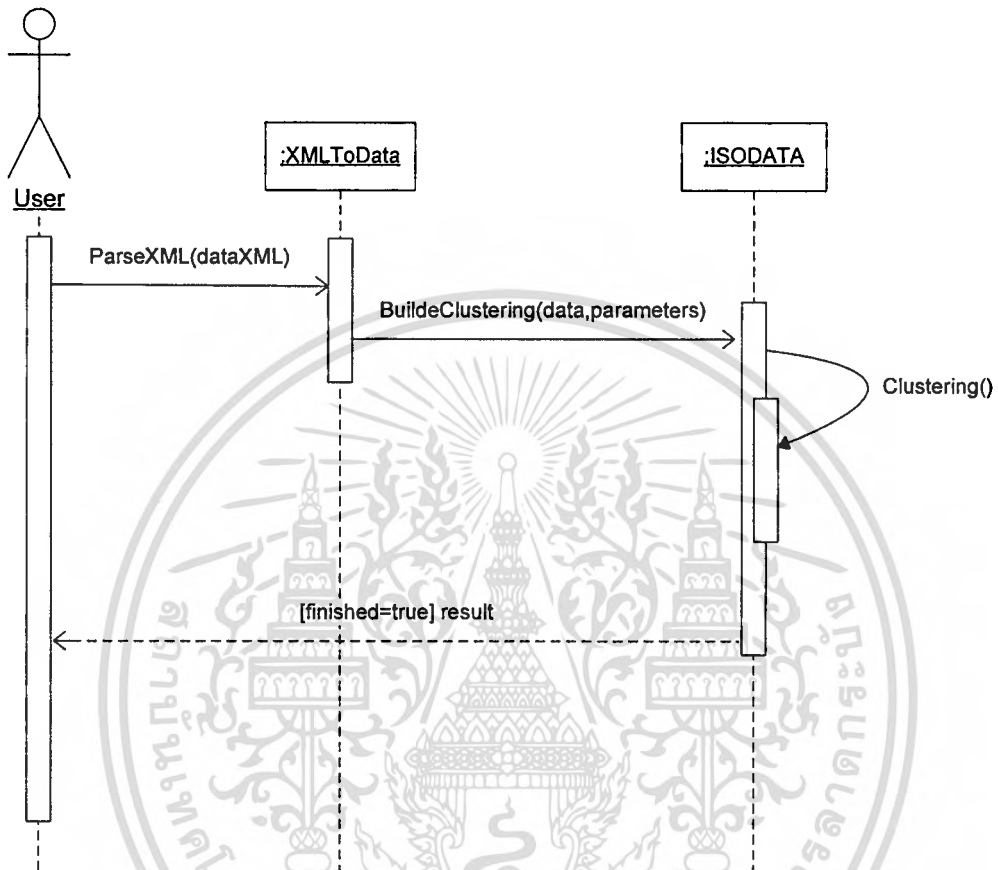 User
:XMLToData
:ISODATA
ParseXML(dataXML)
BuildeClustering(data,parameters)
Clustering()
[finished=true] result